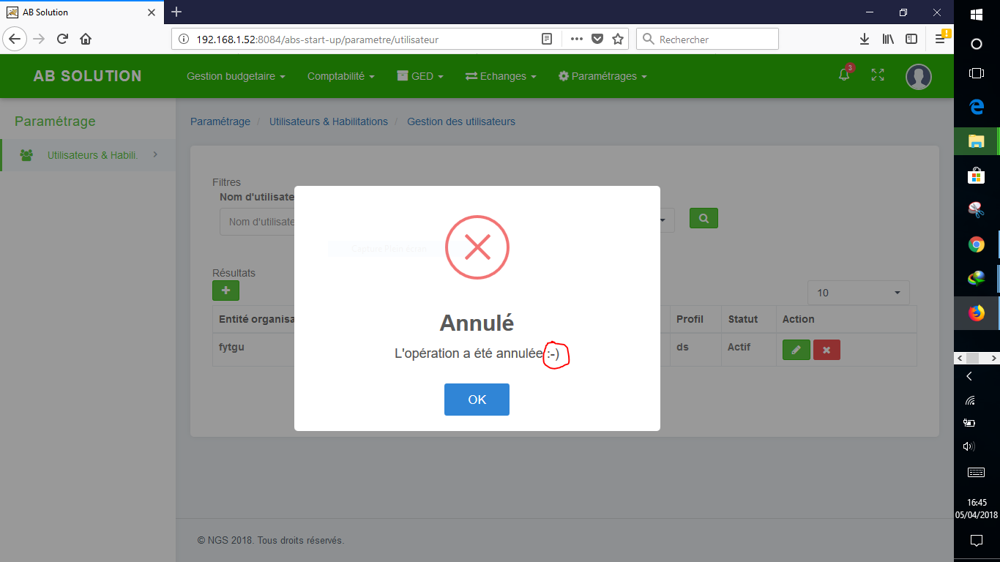 AB Solution
192.168.1.52:8084/abs-start-up/parametre/utilisateur
Rechercher
AB SOLUTION
Gestion budgetaire
Comptabilité
GED
Echanges
Paramétrages
3
Paramétrage
Utilisateurs & Habili.
Paramétrage / Utilisateurs & Habilitations / Gestion des utilisateurs
Filtres
Nom d'utilisate
Nom d'utilisate
Capture Plein écran
Annulé
L'opération a été annulée :-)
OK
Résultats
10
Entité organisa
Profil
Statut
Action
fytgu
ds
Actif
© NGS 2018. Tous droits réservés.
16:45
05/04/2018